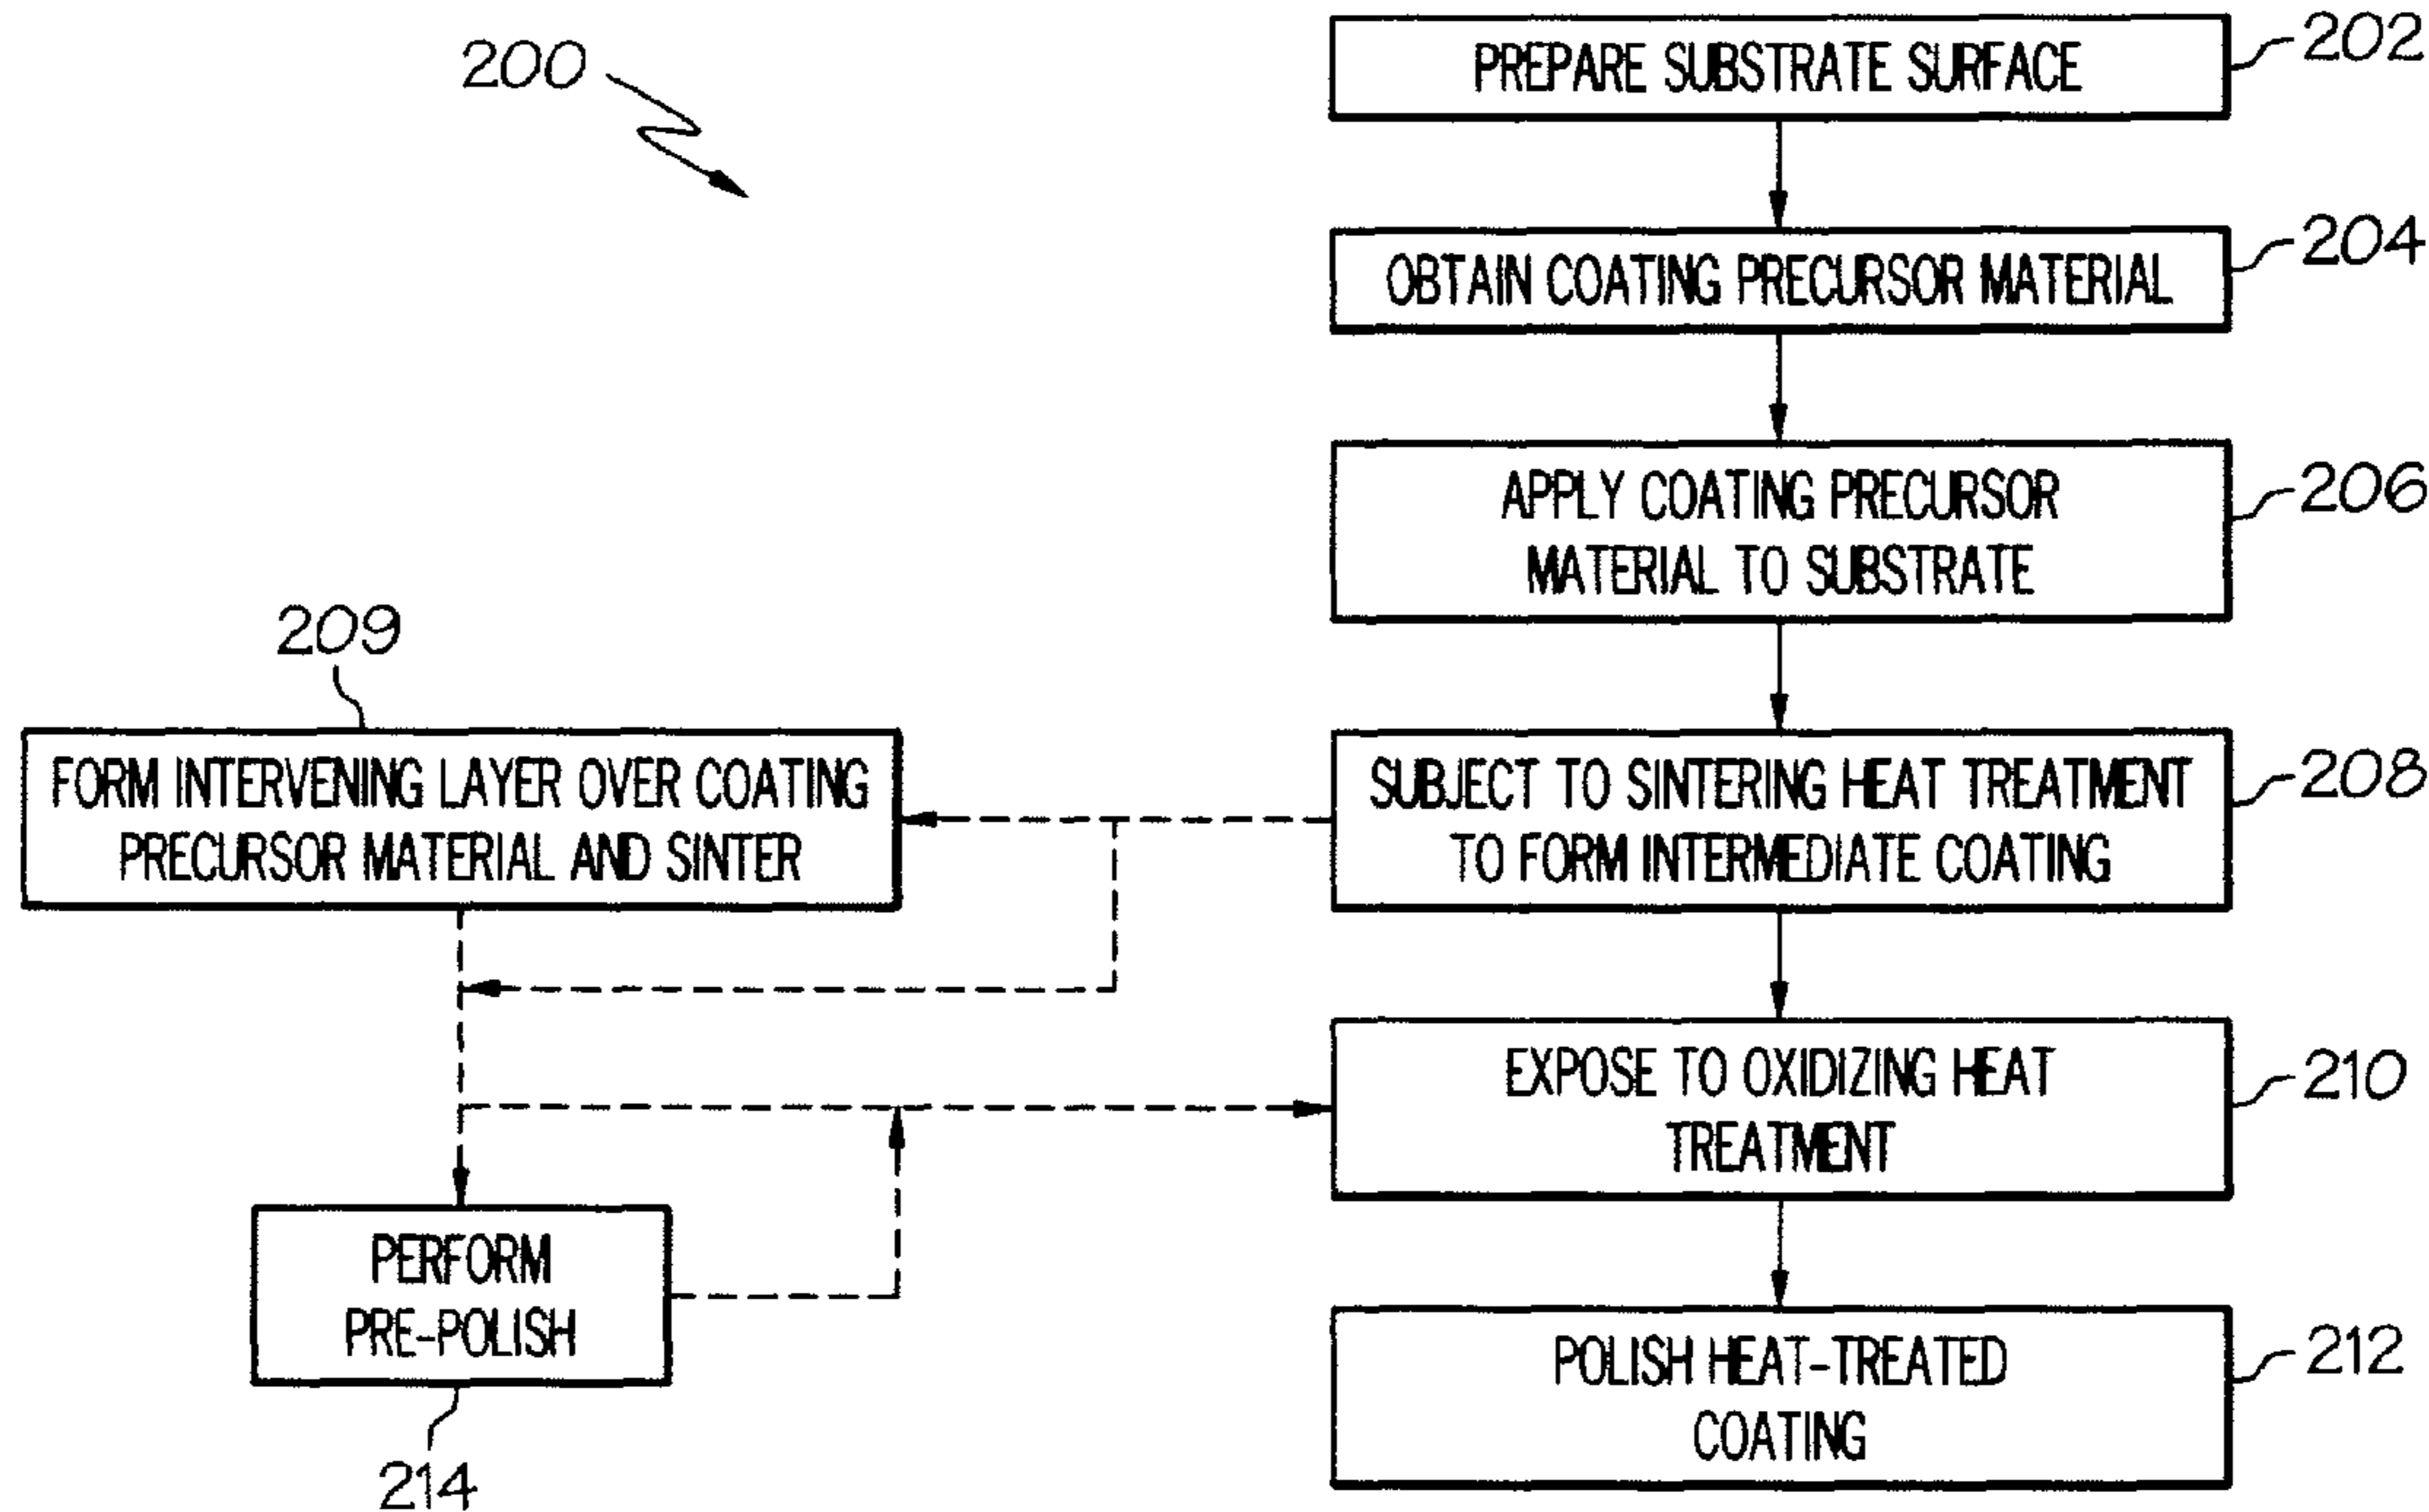 200
PREPARE SUBSTRATE SURFACE
202
OBTAIN COATING PRECURSOR MATERIAL
204
APPLY COATING PRECURSOR
MATERIAL TO SUBSTRATE
206
209
FORM INTERVENING LAYER OVER COATING
PRECURSOR MATERIAL AND SINTER
SUBJECT TO SINTERING HEAT TREATMENT
TO FORM INTERMEDIATE COATING
208
EXPOSE TO OXIDIZING HEAT
TREATMENT
210
PERFORM
PRE-POLISH
214
POLISH HEAT-TREATED
COATING
212